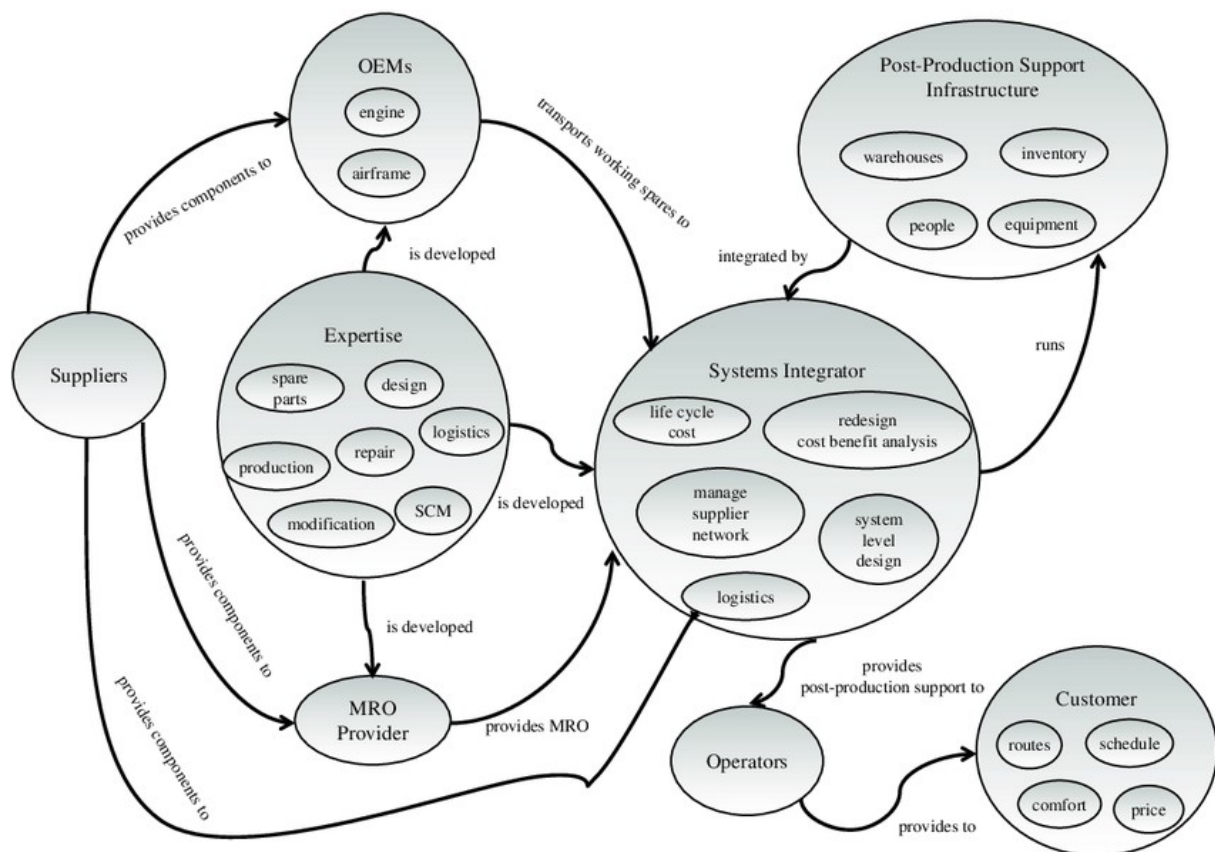 OEMs
engine
airframe
Post-Production Support
Infrastructure
warehouses
inventory
people
equipment
provides components to
transports working spares to
is developed
integrated by
runs
Suppliers
Expertise
spare
parts
design
logistics
production
repair
modification
SCM
is developed
Systems Integrator
life cycle
cost
redesign
cost benefit analysis
manage
supplier
network
system
level
design
logistics
provides components to
is developed
provides components to
MRO
Provider
provides MRO
provides
post-production support to
Operators
provides to
Customer
routes
schedule
comfort
price